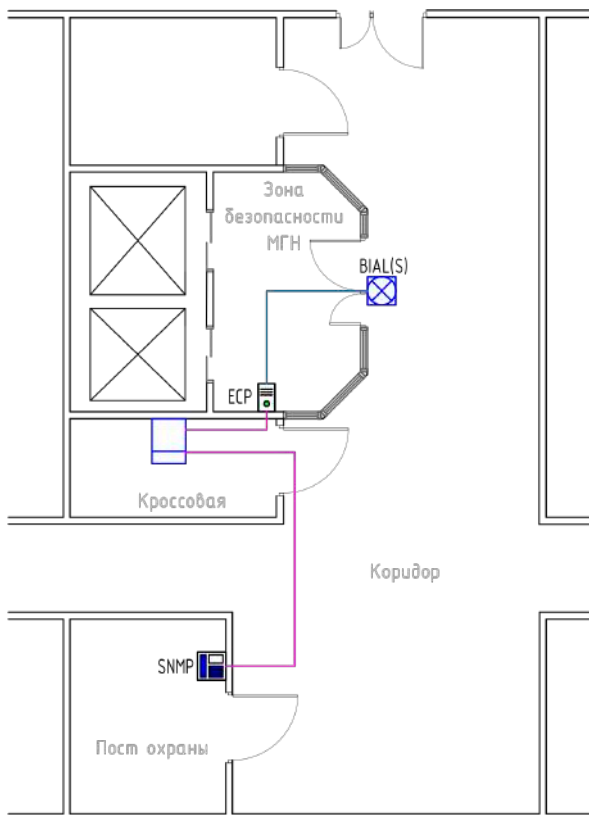 Зона
безопасности
МГН
BIAL(S)
ECP
Кроссовая
Коридор
SNMP
Пост охраны